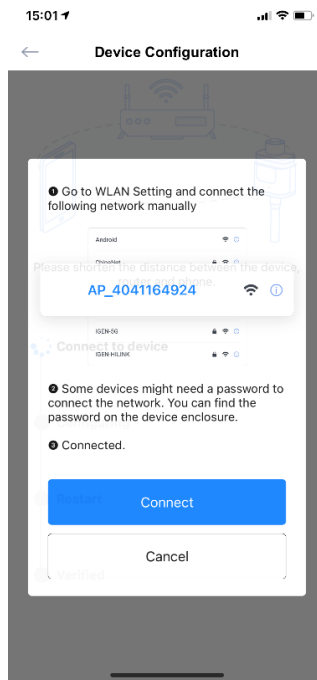 15:01
Device Configuration
❶ Go to WLAN Setting and connect the
following network manually
Android
ChinaNet
Please shorten the distance between the device,
router and phone.
AP_4041164924
IGEN-8G
IGEN-HILINK
Connect to device
❷ Some devices might need a password to
connect the network. You can find the
password on the device enclosure.
❸ Connected.
Connect
Restart
Cancel
Verified